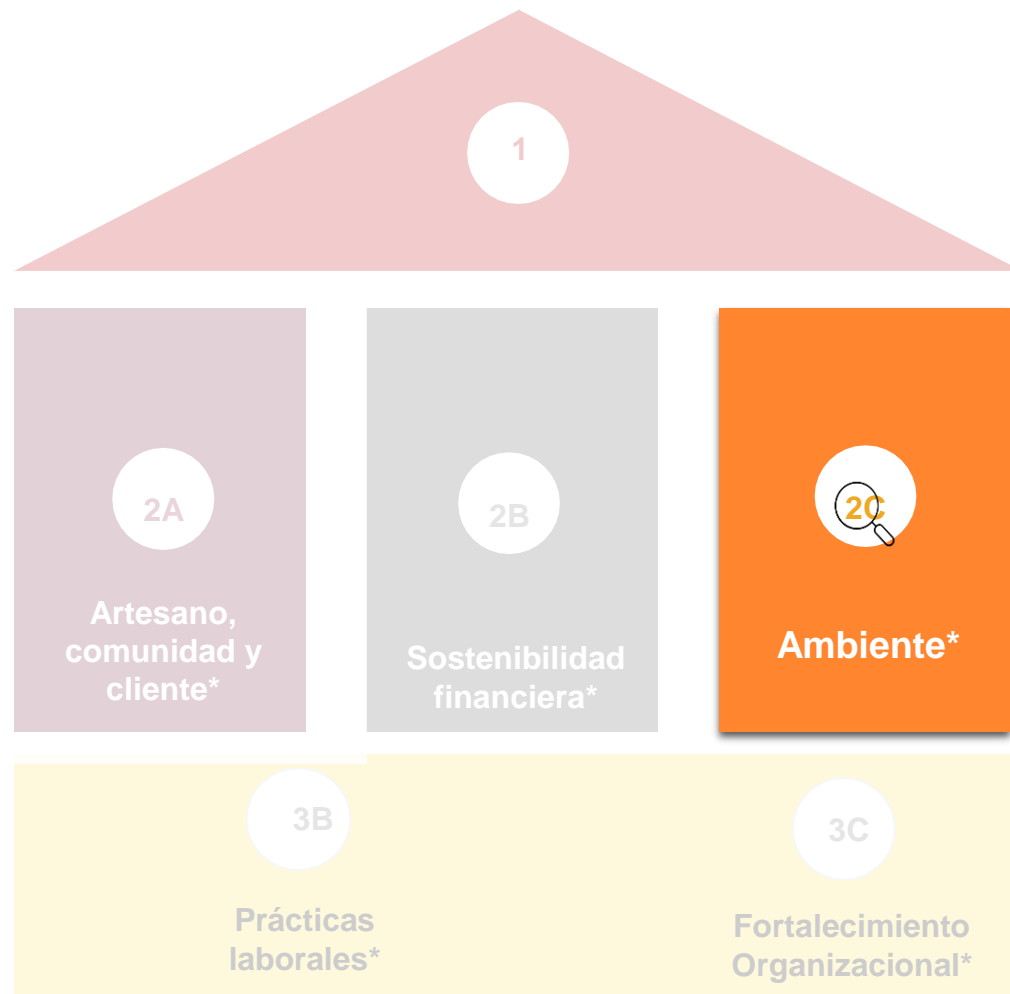 1
2A
2B
2C
Artesano,
comunidad y
cliente*
Sostenibilidad
financiera*
Ambiente*
3B
3C
Prácticas
laborales*
Fortalecimiento
Organizacional*